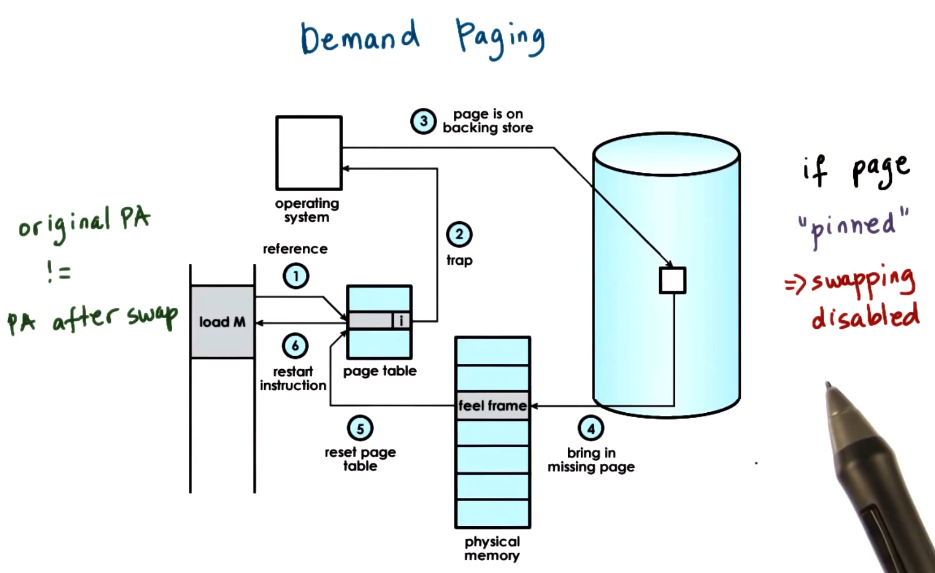 Demand Paging
3 page is on
backing store
operating
system
2
trap
reference
1
load M
i
6
restart
instruction
page table
5
reset page
table
feel frame
4
bring in
missing page
physical
memory
original PA
!=
PA after swap
if page
"pinned"
=> swapping
disabled